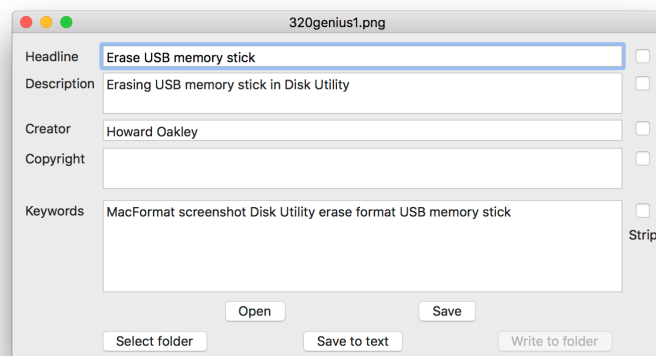 320genius1.png
Headline Erase USB memory stick
Description Erasing USB memory stick in Disk Utility
Creator Howard Oakley
Copyright
Keywords MacFormat screenshot Disk Utility erase format USB memory stick
Strip
Open Save
Select folder Save to text Write to folder